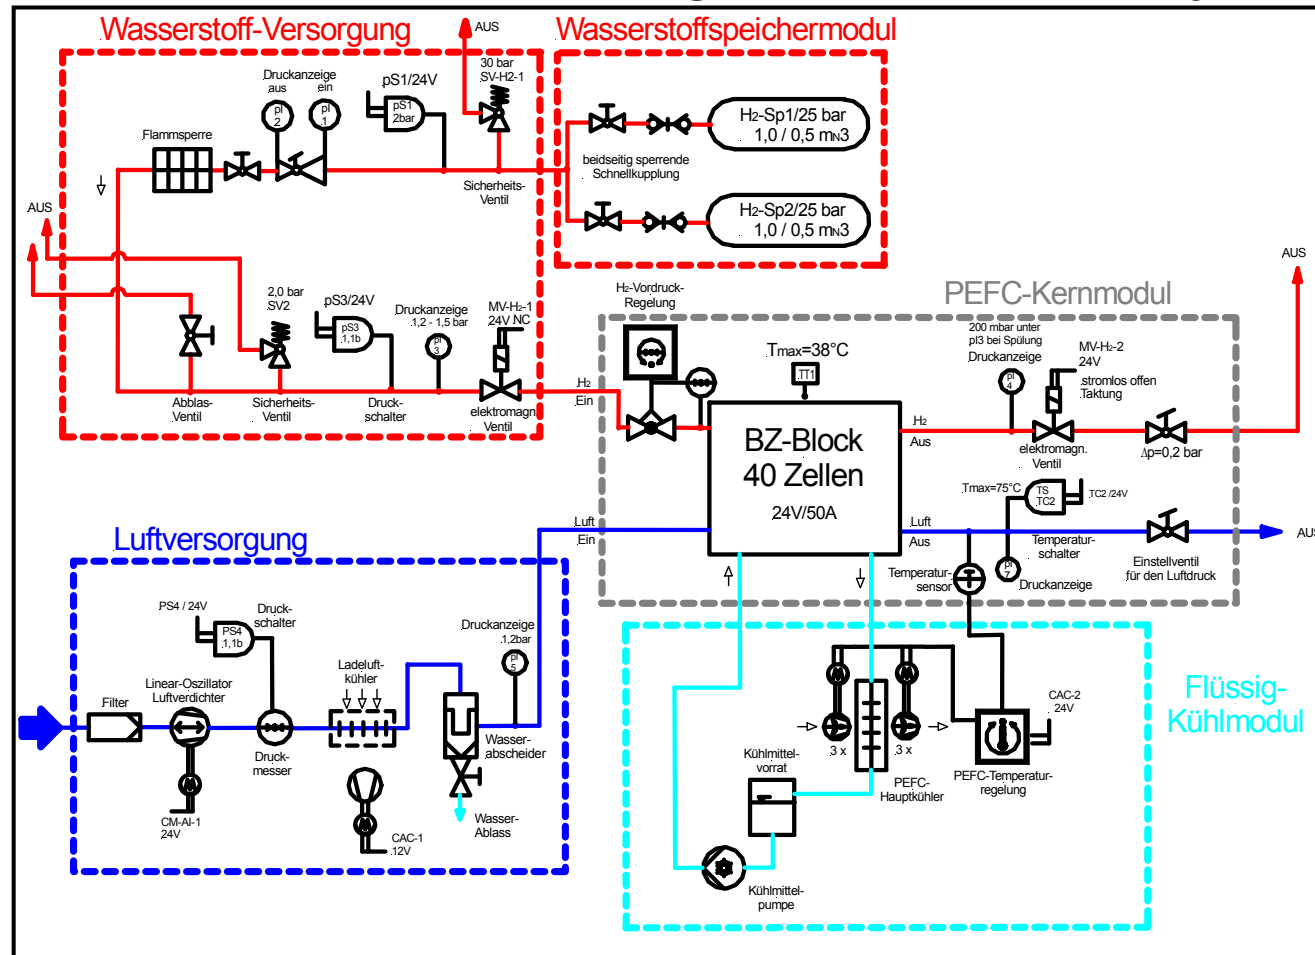 Wasserstoff-Versorgung
AUS
Wasserstoffspeichermodul
30 bar
SV-H2-1
Druckanzeige
aus
ein
pS1/24V
pI
2
pI
1
pS1
2bar
Flammsperre
H2-Sp1/25 bar
1,0 / 0,5 mN3
beidseitig sperrende
Schnellkupplung
Sicherheits-
Ventil
H2-Sp2/25 bar
1,0 / 0,5 mN3
AUS
AUS
2,0 bar
SV2
pS3/24V
pS3
1,1b
Druckanzeige
1,2 - 1,5 bar
pI
3
MV-H2-1
24V NC
H2-Vordruck-
Regelung
PEFC-Kernmodul
Tmax=38°C
TT1
200 mbar unter
pI3 bei Spülung
Druckanzeige
pI
4
MV-H2-2
24V
stromlos offen
Taktung
Abblas-
Ventil
Sicherheits-
Ventil
Druck-
schalter
elektromagn.
Ventil
H2
Ein
BZ-Block
40 Zellen
24V/50A
H2
Aus
elektromagn.
Ventil
Δp=0,2 bar
Tmax=75°C
TS
TC2
TC2 /24V
Luft
Ein
Luft
Aus
Temperatur-
schalter
AUS
Einstellventil
für den Luftdruck
Temperatur-
sensor
pI
7
Druckanzeige
Luftversorgung
PS4 / 24V
Druck-
schalter
PS4
1,1b
Druckanzeige
1,2bar
pI
5
Linear-Oszillator
Luftverdichter
Ladeluft-
kühler
Filter
M
Druck-
messer
Wasser-
abscheider
CM-AI-1
24V
M
CAC-1
12V
Wasser-
Ablass
Flüssig-
Kühlmodul
M
M
3 x
3 x
CAC-2
24V
Kühlmittel-
vorrat
PEFC-
Hauptkühler
PEFC-Temperatur-
regelung
Kühlmittel-
pumpe